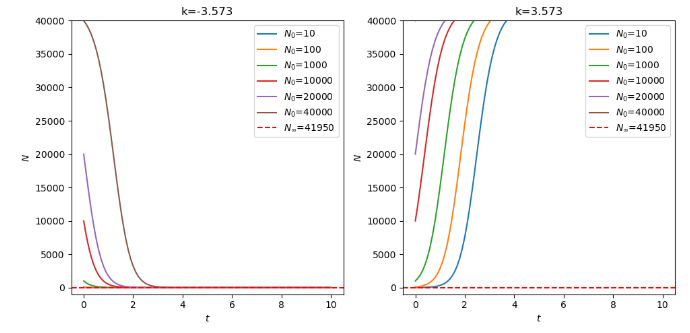 k=-3.573
40000
35000
30000
25000
20000
15000
10000
5000
0
N
0 2 4 6 8 10
t
N₀=10
N₀=100
N₀=1000
N₀=10000
N₀=20000
N₀=40000
N∞=41950
k=3.573
40000
35000
30000
25000
20000
15000
10000
5000
0
N
0 2 4 6 8 10
t
N₀=10
N₀=100
N₀=1000
N₀=10000
N₀=20000
N₀=40000
N∞=41950